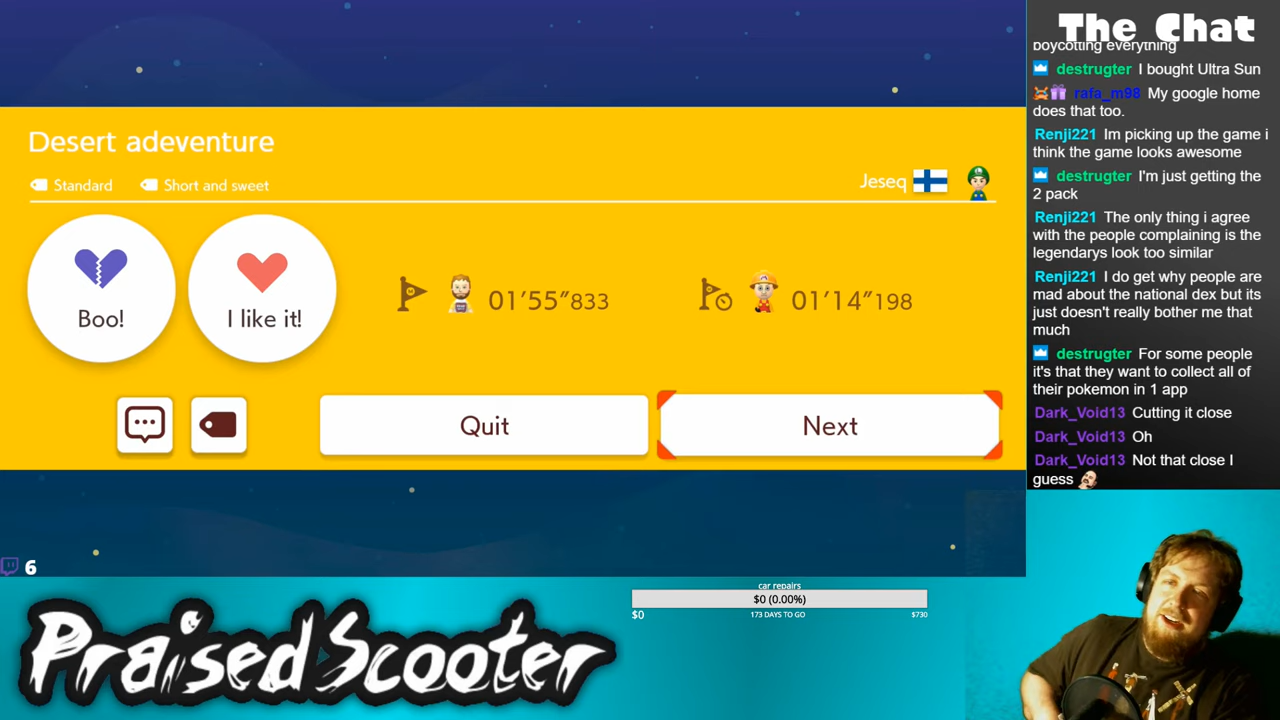 Desert adeventure
Standard Short and sweet
Jeseq
Boo!
I like it!
01'55"833
01'14"198
Quit
Next
6
PraisedScooter
car repairs
$0 (0.00%)
$0 173 DAYS TO GO $730
The Chat
boycotting everything
destrugter I bought Ultra Sun
rafa_m98 My google home
does that too.
Renji221 Im picking up the game i
think the game looks awesome
destrugter I'm just getting the
2 pack
Renji221 The only thing i agree
with the people complaining is the
legendarys look too similar
Renji221 I do get why people are
mad about the national dex but its
just doesn't really bother me that
much
destrugter For some people
it's that they want to collect all of
their pokemon in 1 app
Dark_Void13 Cutting it close
Dark_Void13 Oh
Dark_Void13 Not that close I
guess